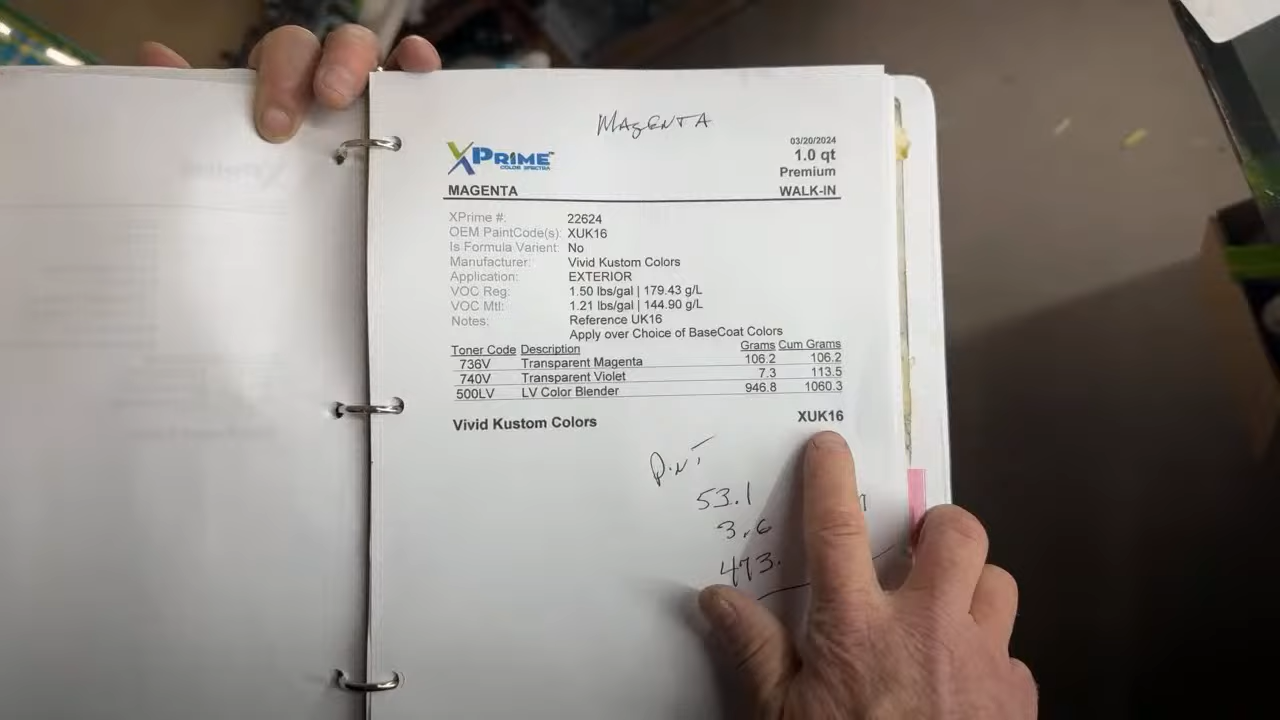 MAGENTA
XPRIME™
COLOR SPECTRA
03/20/2024
1.0 qt
Premium
MAGENTA WALK-IN
XPrime #: 22624
OEM PaintCode(s): XUK16
Is Formula Varient: No
Manufacturer: Vivid Kustom Colors
Application: EXTERIOR
VOC Reg: 1.50 lbs/gal | 179.43 g/L
VOC Mtl: 1.21 lbs/gal | 144.90 g/L
Notes: Reference UK16
Apply over Choice of BaseCoat Colors
Toner Code Description Grams Cum Grams
736V Transparent Magenta 106.2 106.2
740V Transparent Violet 7.3 113.5
500LV LV Color Blender 946.8 1060.3
Vivid Kustom Colors XUK16
PINT
53.1
3.6
473.